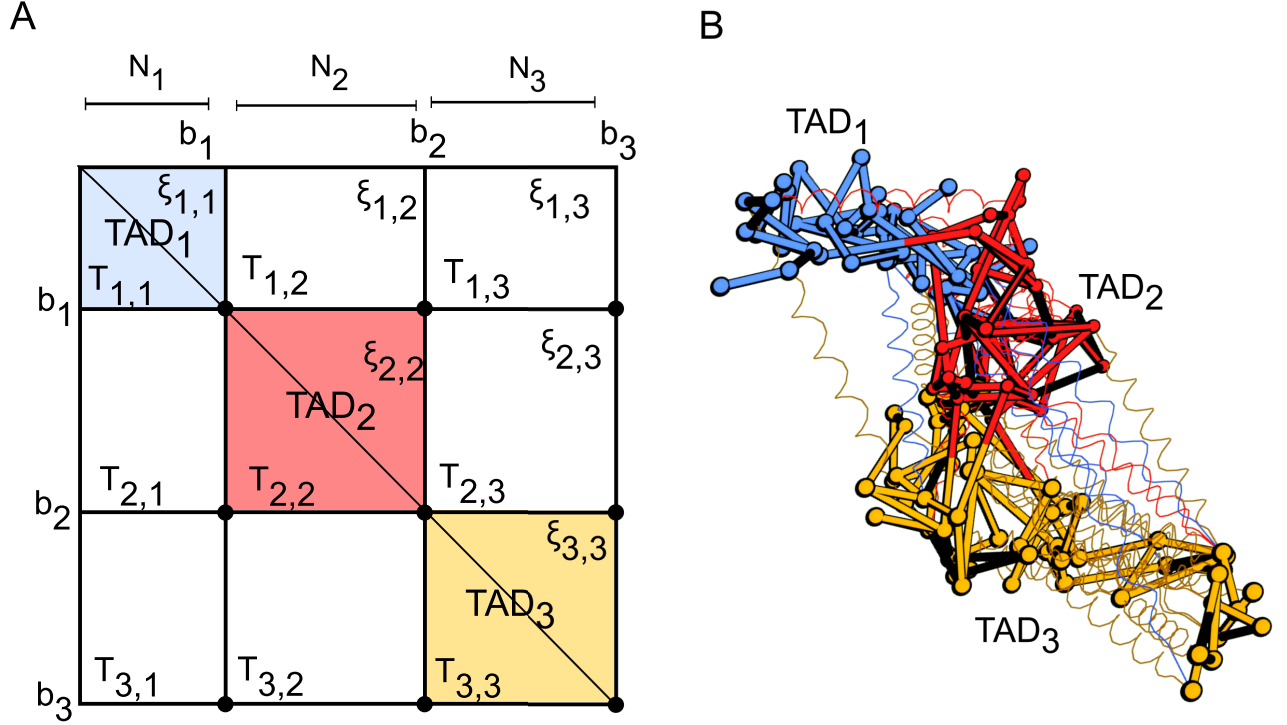 A
B
N1 N2 N3
b1 b2 b3
ξ1,1 ξ1,2 ξ1,3
TAD1
T1,1 T1,2 T1,3
b1
ξ2,2 ξ2,3
TAD2
T2,1 T2,2 T2,3
b2
ξ3,3
TAD3
T3,1 T3,2 T3,3
b3
TAD1
TAD2
TAD3